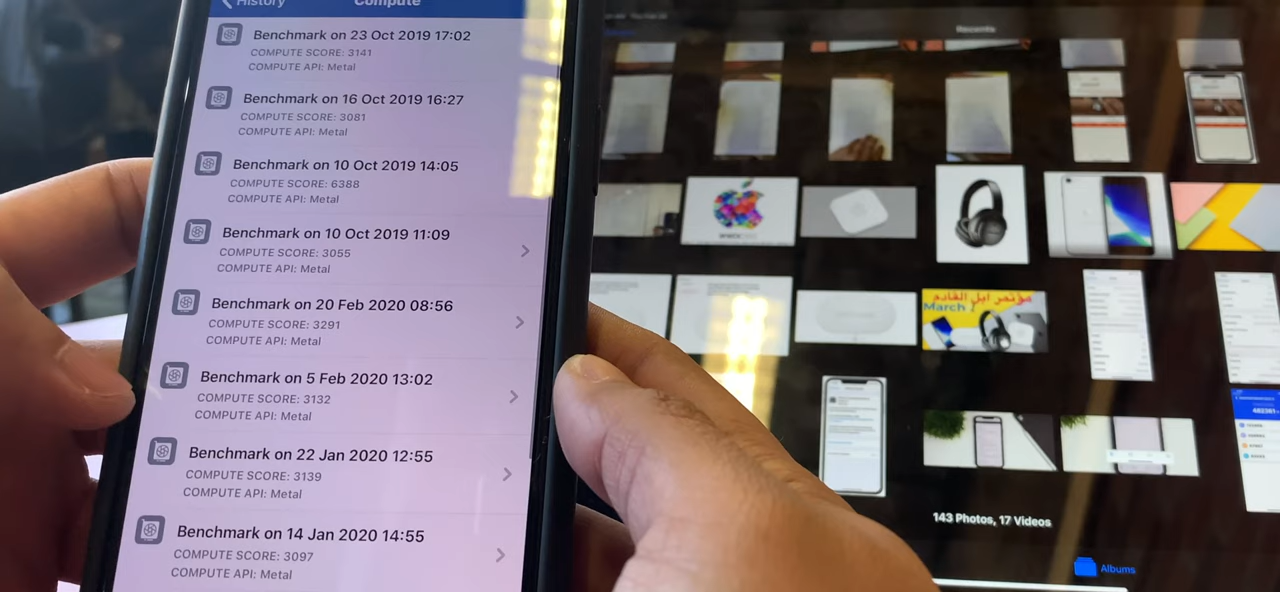 History
Compute
Benchmark on 23 Oct 2019 17:02
COMPUTE SCORE: 3141
COMPUTE API: Metal
Benchmark on 16 Oct 2019 16:27
COMPUTE SCORE: 3081
COMPUTE API: Metal
Benchmark on 10 Oct 2019 14:05
COMPUTE SCORE: 6388
COMPUTE API: Metal
Benchmark on 10 Oct 2019 11:09
COMPUTE SCORE: 3055
COMPUTE API: Metal
Benchmark on 20 Feb 2020 08:56
COMPUTE SCORE: 3291
COMPUTE API: Metal
Benchmark on 5 Feb 2020 13:02
COMPUTE SCORE: 3132
COMPUTE API: Metal
Benchmark on 22 Jan 2020 12:55
COMPUTE SCORE: 3139
COMPUTE API: Metal
Benchmark on 14 Jan 2020 14:55
COMPUTE SCORE: 3097
COMPUTE API: Metal
Recents
مؤتمر ابل القادم
March
143 Photos, 17 Videos
Albums